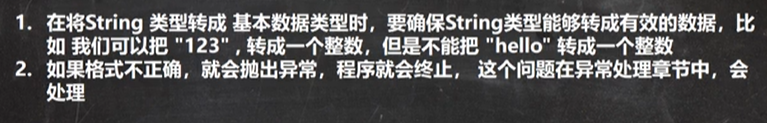 1. 在将String 类型转成 基本数据类型时，要确保String类型能够转成有效的数据，比
如 我们可以把 "123" , 转成一个整数，但是不能把 "hello" 转成一个整数
2. 如果格式不正确，就会抛出异常，程序就会终止， 这个问题在异常处理章节中，会
处理